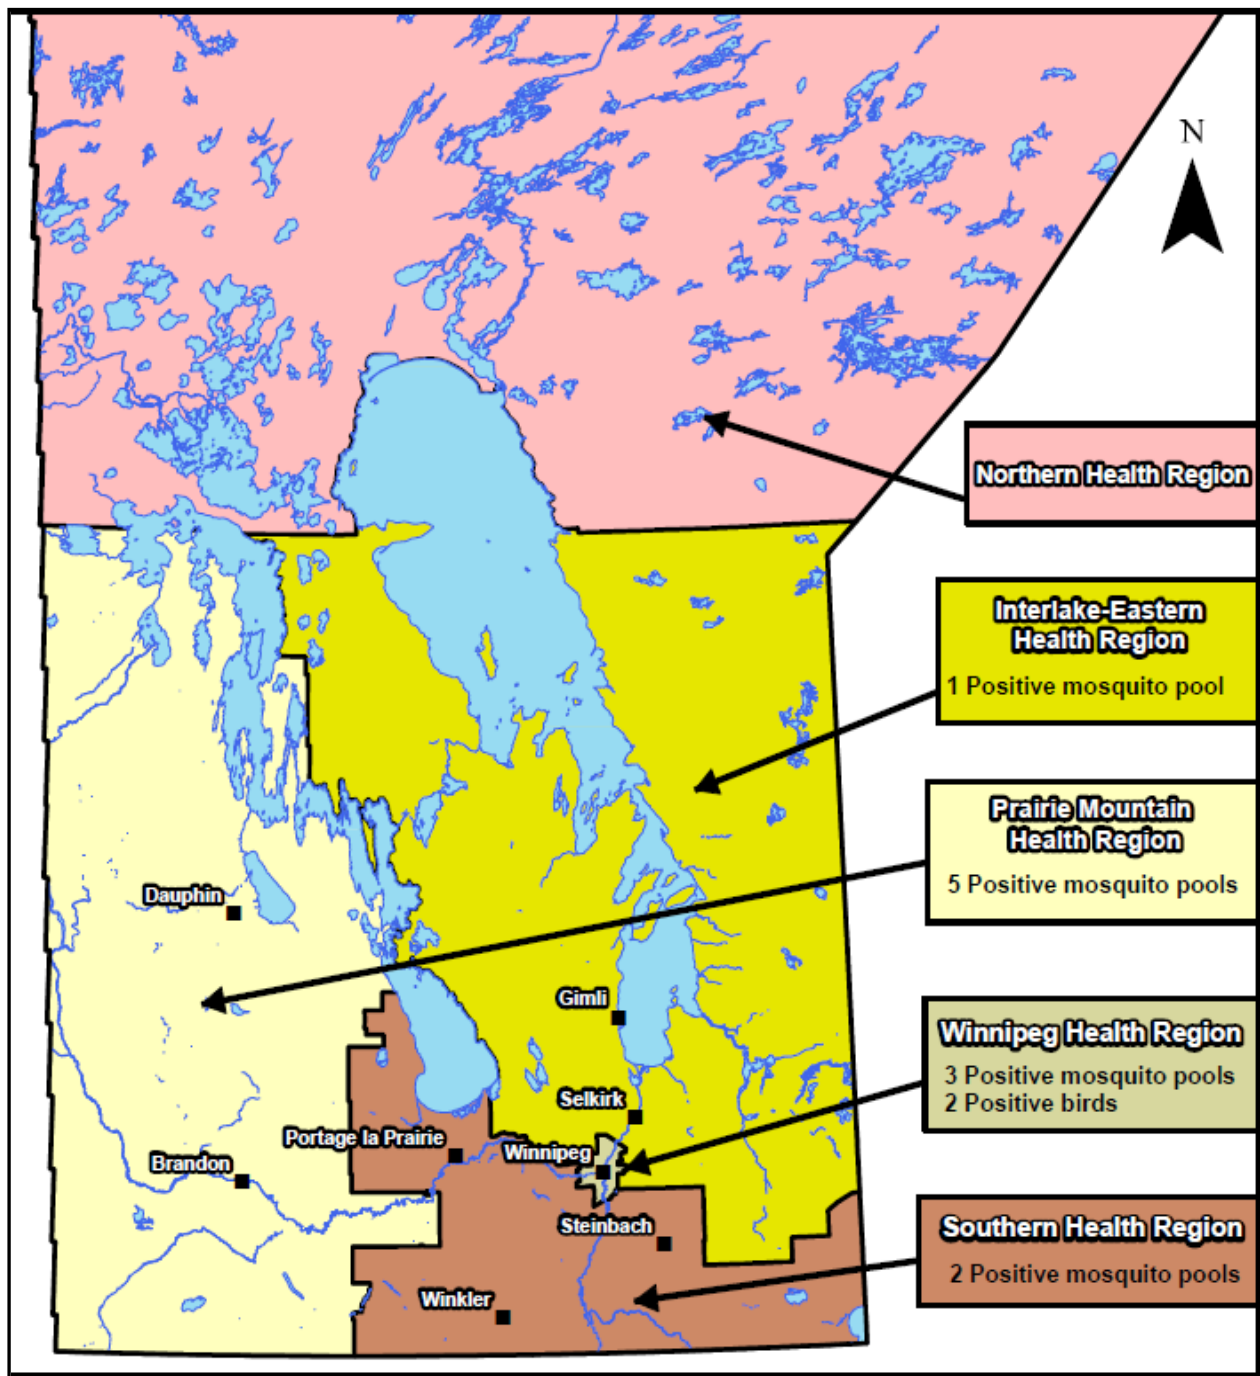 N
Northern Health Region
Interlake-Eastern
Health Region
1 Positive mosquito pool
Prairie Mountain
Health Region
5 Positive mosquito pools
Dauphin
Gimli
Winnipeg Health Region
3 Positive mosquito pools
2 Positive birds
Selkirk
Portage la Prairie
Winnipeg
Brandon
Steinbach
Southern Health Region
2 Positive mosquito pools
Winkler